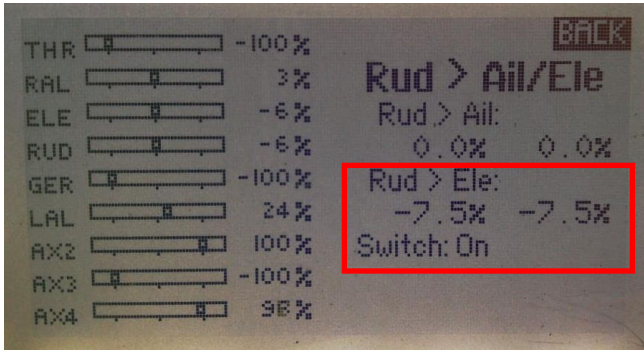 BACK
THR -100%
RAL 3%
ELE -6%
RUD -6%
GER -100%
LAL 24%
AX2 100%
AX3 -100%
AX4
Rud > Ail/Ele
Rud > Ail:
0.0% 0.0%
Rud > Ele:
-7.5% -7.5%
Switch: On